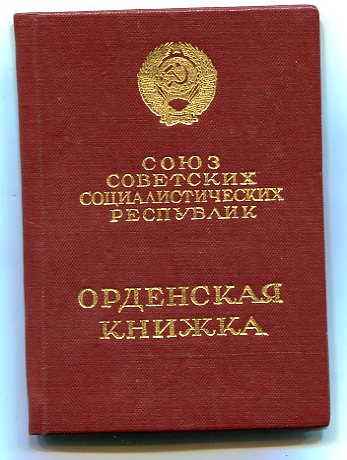 СОЮЗ
СОВЕТСКИХ
СОЦИАЛИСТИЧЕСКИХ
РЕСПУБЛИК
ОРДЕНСКАЯ
КНИЖКА